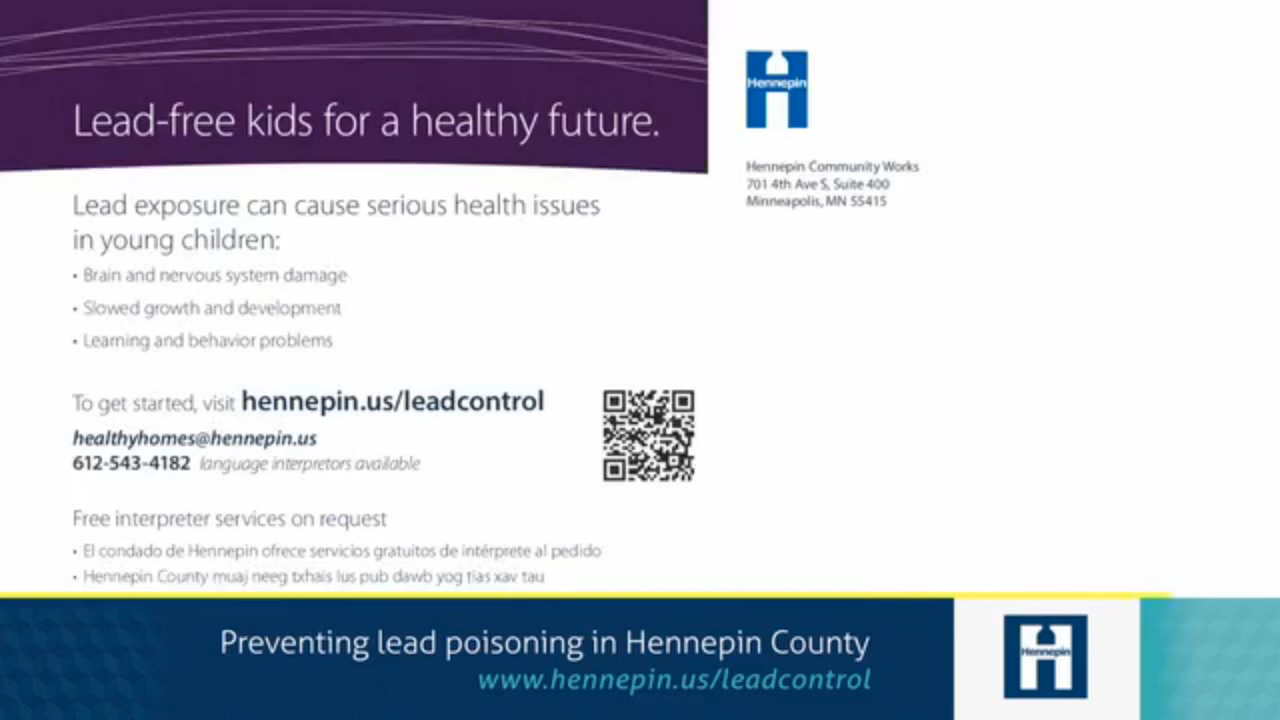 Lead-free kids for a healthy future.
Lead exposure can cause serious health issues
in young children:
• Brain and nervous system damage
• Slowed growth and development
• Learning and behavior problems
To get started, visit hennepin.us/leadcontrol
healthyhomes@hennepin.us
612-543-4182 language interpretors available
Free interpreter services on request
• El condado de Hennepin ofrece servicios gratuitos de intérprete al pedido
• Hennepin County muaj neeg txhais lus pub dawb yog tias xav tau
Hennepin
Hennepin Community Works
701 4th Ave S, Suite 400
Minneapolis, MN 55415
Preventing lead poisoning in Hennepin County
www.hennepin.us/leadcontrol
Hennepin